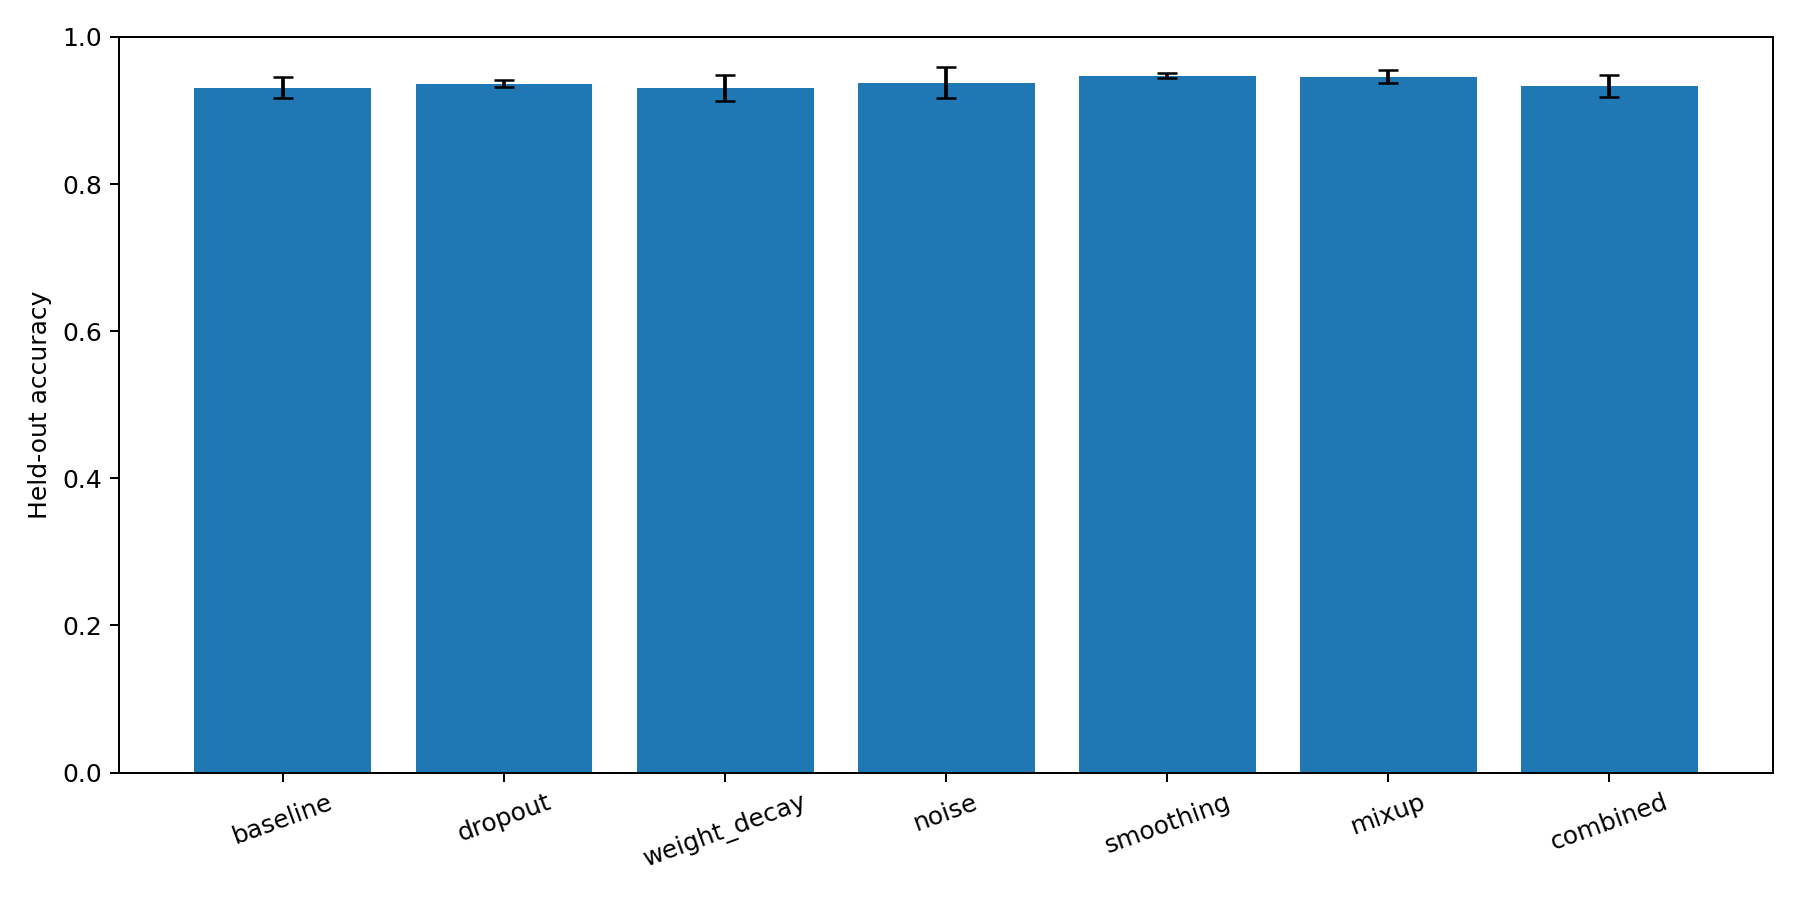 1.0
0.8
0.6
0.4
0.2
0.0
Held-out accuracy
baseline
dropout
weight_decay
noise
smoothing
mixup
combined